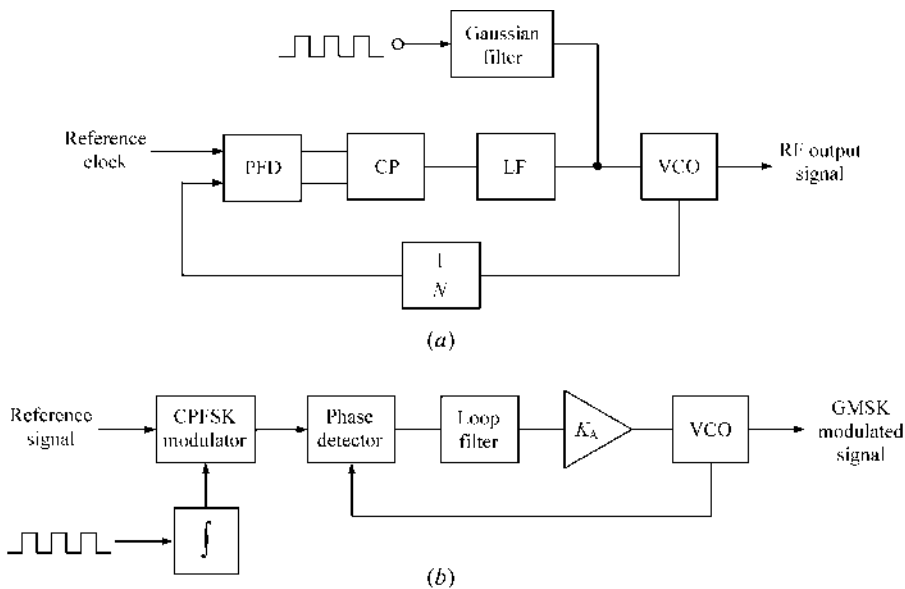 Gaussian
filter
Reference
clock
PFD
CP
LF
VCO
RF output
signal
1
N
(a)
Reference
signal
CPFSK
modulator
Phase
detector
Loop
filter
K_A
VCO
GMSK
modulated
signal
∫
(b)